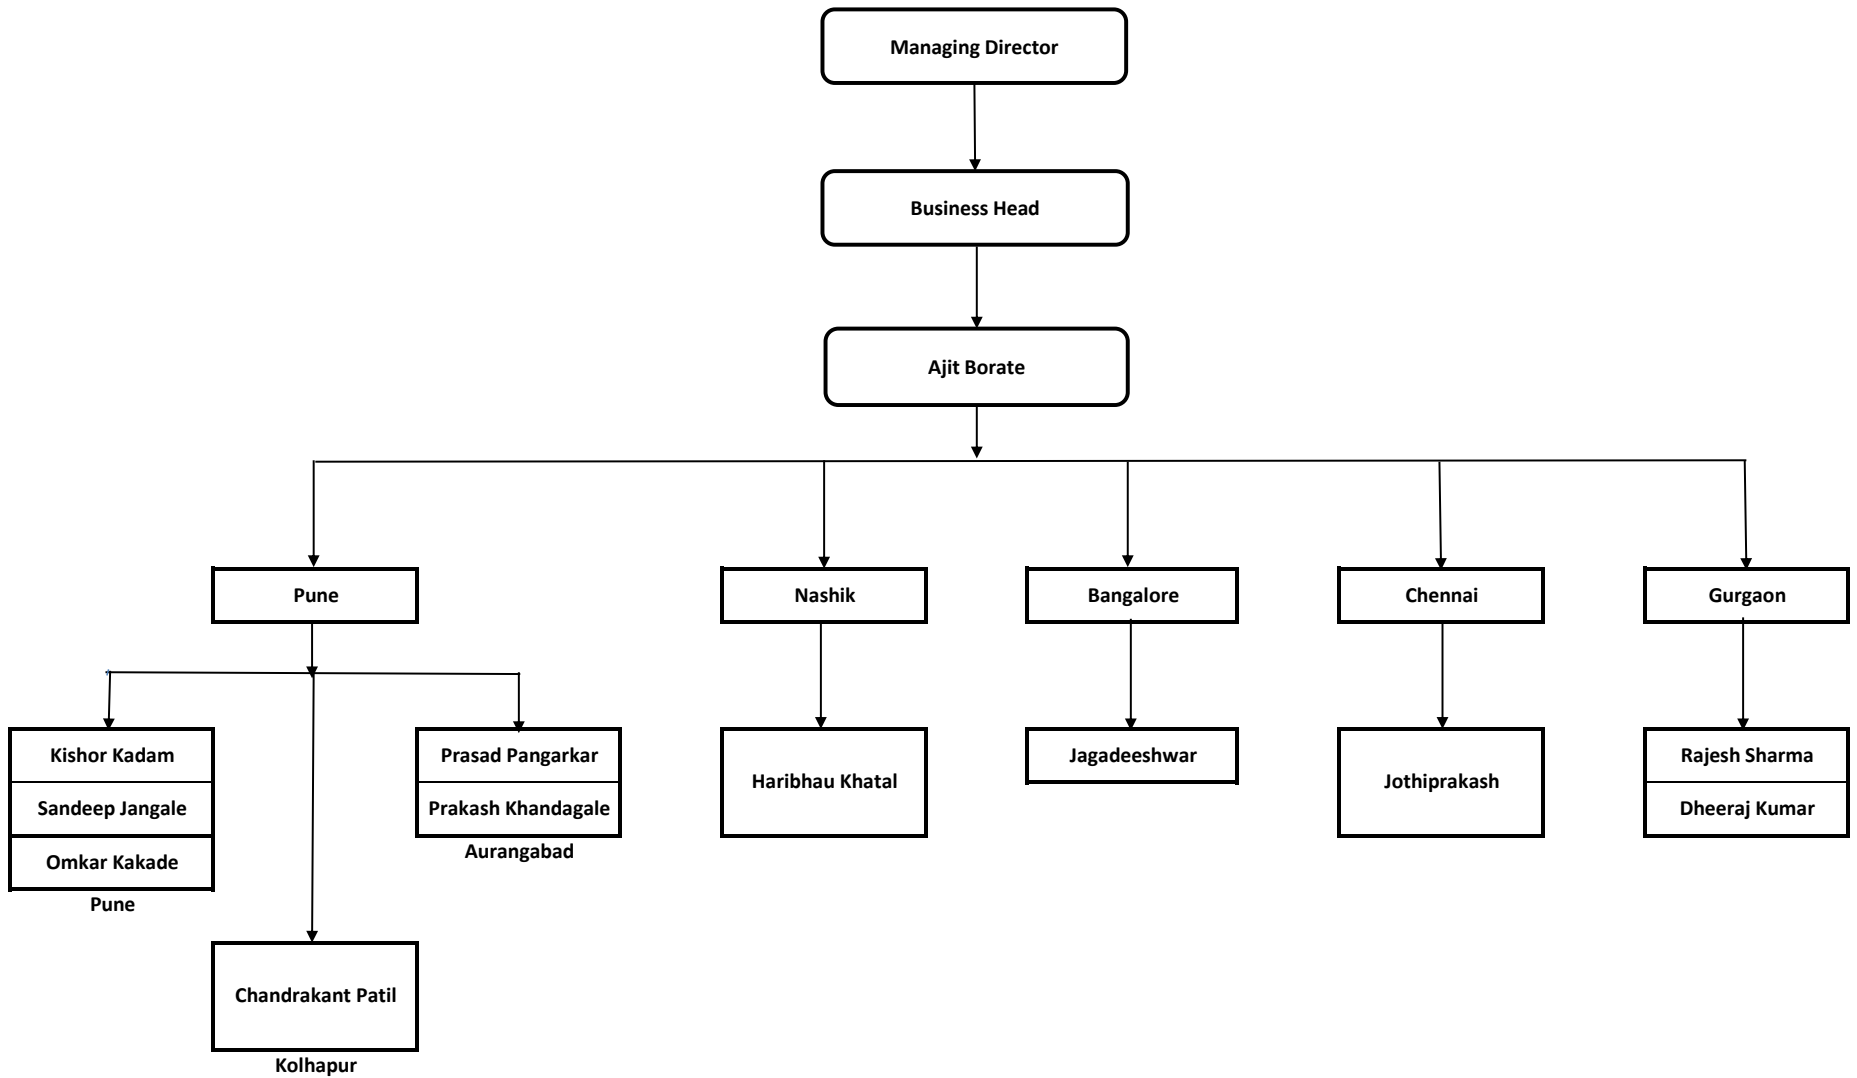 Managing Director
Business Head
Ajit Borate
Pune
Nashik
Bangalore
Chennai
Gurgaon
Kishor Kadam
Sandeep Jangale
Omkar Kakade
Pune
Chandrakant Patil
Kolhapur
Prasad Pangarkar
Prakash Khandagale
Aurangabad
Haribhau Khatal
Jagadeeshwar
Jothiprakash
Rajesh Sharma
Dheeraj Kumar